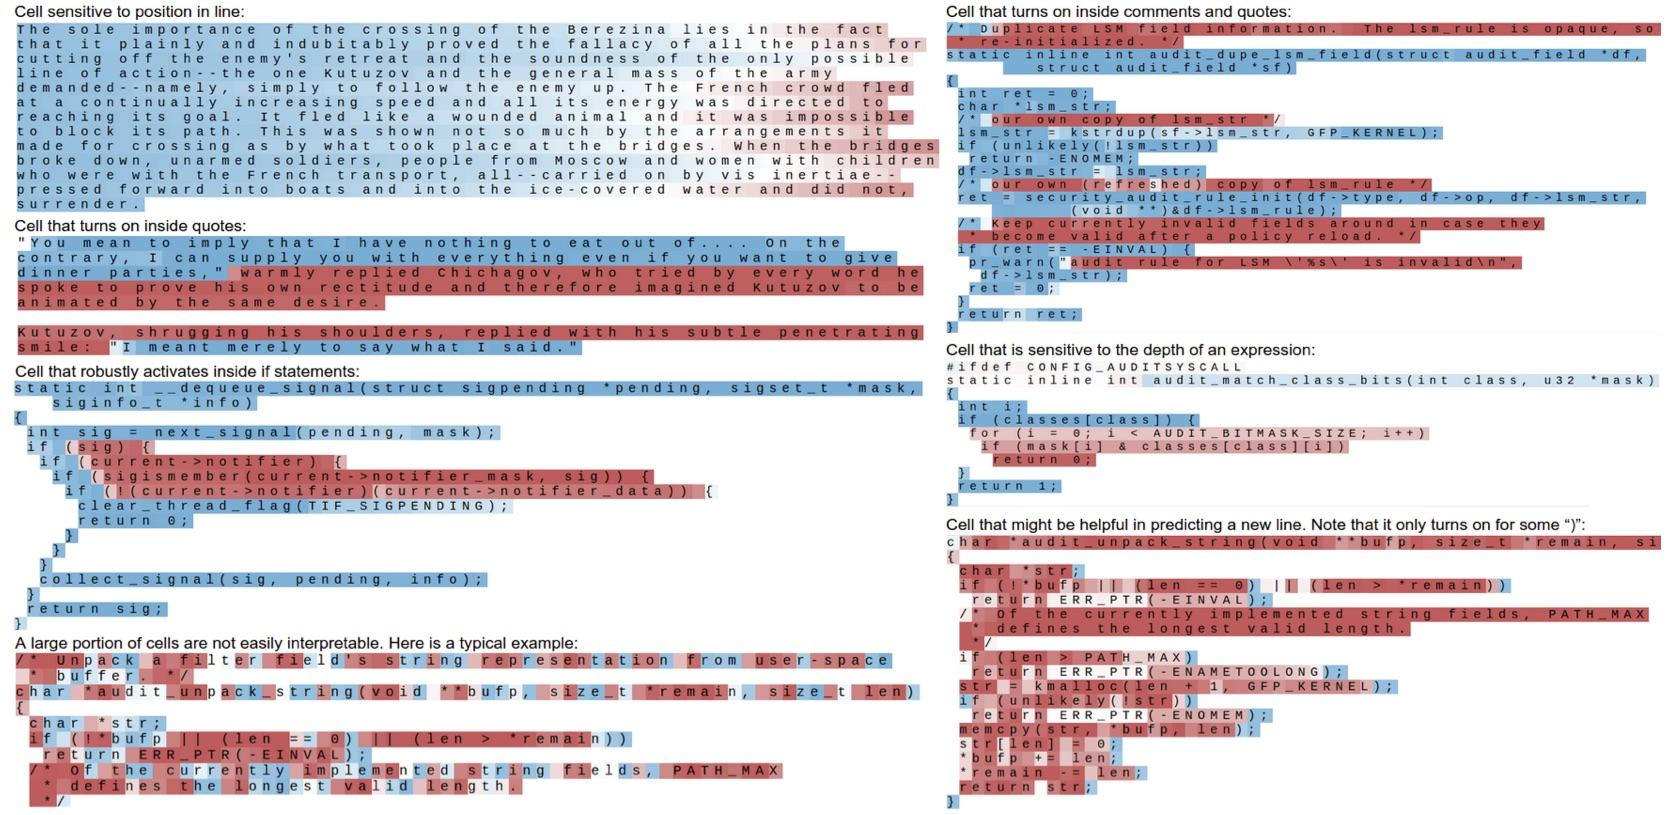 Cell sensitive to position in line:
The sole importance of the crossing of the Berezina lies in the fact
that it plainly and indubitably proved the fallacy of all the plans for
cutting off the enemy's retreat and the soundness of the only possible
line of action--the one Kutuzov and the general mass of the army
demanded--namely, simply to follow the enemy up. The French crowd fled
at a continually increasing speed and all its energy was directed to
reaching its goal. It fled like a wounded animal and it was impossible
to block its path. This was shown not so much by the arrangements it
made for crossing as by what took place at the bridges. When the bridges
broke down, unarmed soldiers, people from Moscow and women with children
who were with the French transport, all--carried on by vis inertiae--
pressed forward into boats and into the ice-covered water and did not,
surrender.
Cell that turns on inside quotes:
"You mean to imply that I have nothing to eat out of.... On the
contrary, I can supply you with everything even if you want to give
dinner parties," warmly replied Chichagov, who tried by every word he
spoke to prove his own rectitude and therefore imagined Kutuzov to be
animated by the same desire.
Kutuzov, shrugging his shoulders, replied with his subtle penetrating
smile: "I meant merely to say what I said."
Cell that robustly activates inside if statements:
static int __dequeue_signal(struct sigpending *pending, sigset_t *mask,
siginfo_t *info)
{
int sig = next_signal(pending, mask);
if (sig) {
if (current->notifier) {
if (sigismember(current->notifier_mask, sig)) {
if (!(current->notifier)(current->notifier_data)) {
clear_thread_flag(TIF_SIGPENDING);
return 0;
}
}
}
collect_signal(sig, pending, info);
}
return sig;
}
A large portion of cells are not easily interpretable. Here is a typical example:
/* Unpack a filter field's string representation from user-space
* buffer. */
char *audit_unpack_string(void **bufp, size_t *remain, size_t len)
{
char *str;
if (!*bufp || (len == 0) || (len > *remain))
return ERR_PTR(-EINVAL);
/* Of the currently implemented string fields, PATH_MAX
* defines the longest valid length.
*/
Cell that turns on inside comments and quotes:
/* Duplicate LSM field information. The lsm_rule is opaque, so
* re-initialized. */
static inline int audit_dupe_lsm_field(struct audit_field *df,
struct audit_field *sf)
{
int ret = 0;
char *lsm_str;
/* our own copy of lsm_str */
lsm_str = kstrdup(sf->lsm_str, GFP_KERNEL);
if (unlikely(!lsm_str))
return -ENOMEM;
df->lsm_str = lsm_str;
/* our own (refreshed) copy of lsm_rule */
ret = security_audit_rule_init(df->type, df->op, df->lsm_str,
(void **)&df->lsm_rule);
/* Keep currently invalid fields around in case they
* become valid after a policy reload. */
if (ret == -EINVAL) {
pr_warn("audit rule for LSM \'%s\' is invalid\n",
df->lsm_str);
ret = 0;
}
return ret;
}
Cell that is sensitive to the depth of an expression:
#ifdef CONFIG_AUDITSYSCALL
static inline int audit_match_class_bits(int class, u32 *mask)
{
int i;
if (classes[class]) {
for (i = 0; i < AUDIT_BITMASK_SIZE; i++)
if (mask[i] & classes[class][i])
return 0;
}
return 1;
}
Cell that might be helpful in predicting a new line. Note that it only turns on for some “)”:
char *audit_unpack_string(void **bufp, size_t *remain, si
{
char *str;
if (!*bufp || (len == 0) || (len > *remain))
return ERR_PTR(-EINVAL);
/* Of the currently implemented string fields, PATH_MAX
* defines the longest valid length.
*/
if (len > PATH_MAX)
return ERR_PTR(-ENAMETOOLONG);
str = kmalloc(len + 1, GFP_KERNEL);
if (unlikely(!str))
return ERR_PTR(-ENOMEM);
memcpy(str, *bufp, len);
str[len] = 0;
*bufp += len;
*remain -= len;
return str;
}